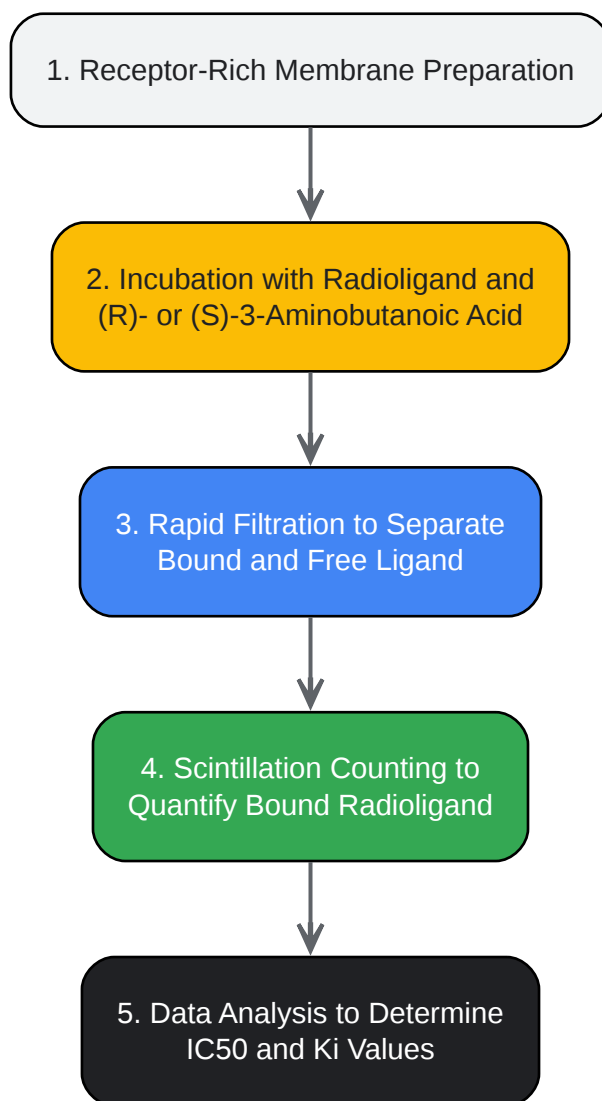 1. Receptor-Rich Membrane Preparation
2. Incubation with Radioligand and
(R)- or (S)-3-Aminobutanoic Acid
3. Rapid Filtration to Separate
Bound and Free Ligand
4. Scintillation Counting to
Quantify Bound Radioligand
5. Data Analysis to Determine
IC50 and Ki Values